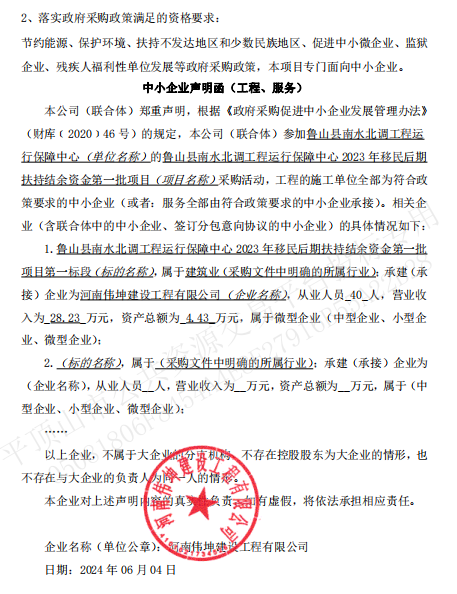 2、落实政府采购政策满足的资格要求：
节约能源、保护环境、扶持不发达地区和少数民族地区、促进中小微企业、监狱
企业、残疾人福利性单位发展等政府采购政策，本项目专门面向中小企业。
中小企业声明函（工程、服务）
本公司（联合体）郑重声明，根据《政府采购促进中小企业发展管理办法》
（财库﹝2020﹞46 号）的规定，本公司（联合体）参加鲁山县南水北调工程运
行保障中心（单位名称）的鲁山县南水北调工程运行保障中心 2023 年移民后期
扶持结余资金第一批项目（项目名称）采购活动，工程的施工单位全部为符合政
策要求的中小企业（或者：服务全部由符合政策要求的中小企业承接）。相关企
业（含联合体中的中小企业、签订分包意向协议的中小企业）的具体情况如下：
1.鲁山县南水北调工程运行保障中心 2023 年移民后期扶持结余资金第一批
项目第一标段（标的名称），属于建筑业（采购文件中明确的所属行业）；承建（承
接）企业为河南伟坤建设工程有限公司（企业名称），从业人员 40 人，营业收
入为 28.23 万元，资产总额为 4.43 万元，属于微型企业（中型企业、小型企
业、微型企业）；
2.（标的名称），属于（采购文件中明确的所属行业）；承建（承接）企业为
（企业名称），从业人员__人，营业收入为__万元，资产总额为__万元，属于（中
型企业、小型企业、微型企业）；
……
以上企业，不属于大企业的分支机构，不存在控股股东为大企业的情形，也
不存在与大企业的负责人为同一人的情形。
本企业对上述声明内容的真实性负责。如有虚假，将依法承担相应责任。
河南伟坤建设工程有限公司
企业名称（单位公章）：河南伟坤建设工程有限公司
日期：2024 年 06 月 04 日